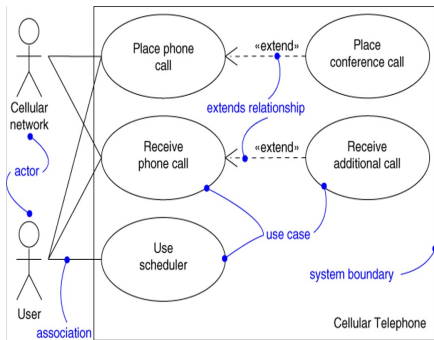 Place phone
call
«extend»
Place
conference call
Cellular
network
extends relationship
Receive
phone call
«extend»
Receive
additional call
actor
use case
Use
scheduler
system boundary
User
association
Cellular Telephone